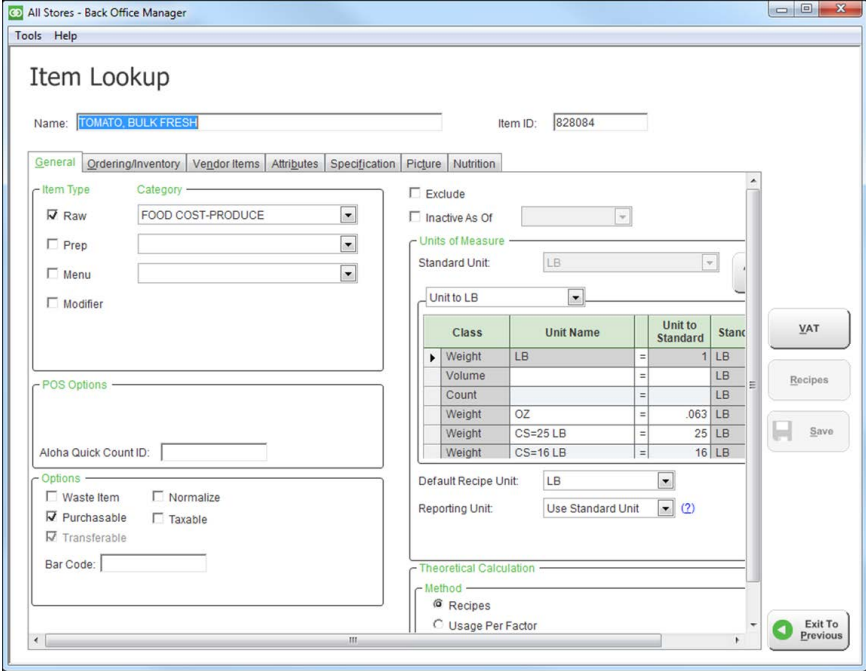 All Stores - Back Office Manager
Tools Help
Item Lookup
Name: TOMATO, BULK FRESH Item ID: 828084
General Ordering/Inventory Vendor Items Attributes Specification Picture Nutrition
Item Type Category
Raw FOOD COST-PRODUCE
Prep
Menu
Modifier
POS Options
Aloha Quick Count ID:
Options
Waste Item Normalize
Purchasable Taxable
Transferable
Bar Code:
Exclude
Inactive As Of
Units of Measure
Standard Unit: LB
Unit to LB
Class Unit Name Unit to Standard Stand
Weight LB = 1 LB
Volume = LB
Count = LB
Weight OZ = .063 LB
Weight CS=25 LB = 25 LB
Weight CS=16 LB = 16 LB
Default Recipe Unit: LB
Reporting Unit: Use Standard Unit (?)
Theoretical Calculation
Method
Recipes
Usage Per Factor
VAT
Recipes
Save
Exit To
Previous